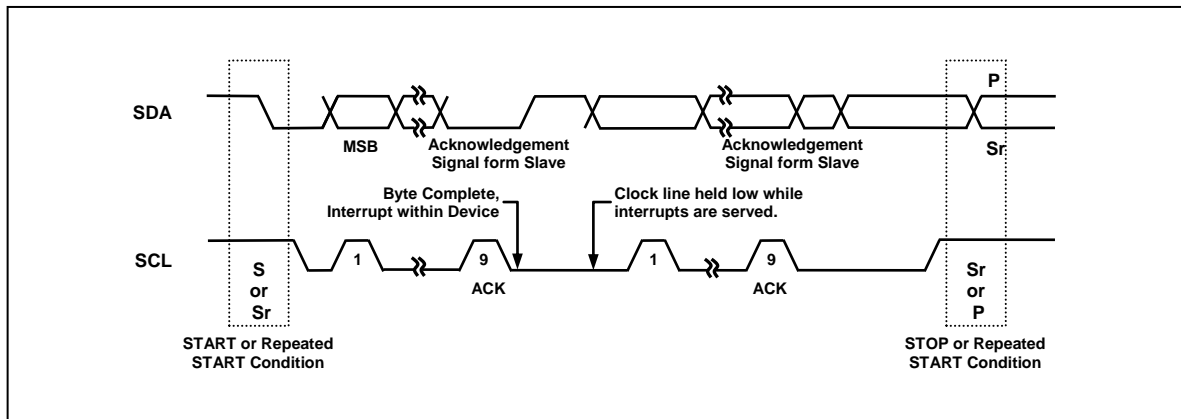 P
SDA
MSB
Acknowledgement
Signal form Slave
Acknowledgement
Signal form Slave
Sr
Byte Complete,
Interrupt within Device
Clock line held low while
interrupts are served.
SCL
1
9
1
9
ACK
ACK
S
or
Sr
Sr
or
P
START or Repeated
START Condition
STOP or Repeated
START Condition